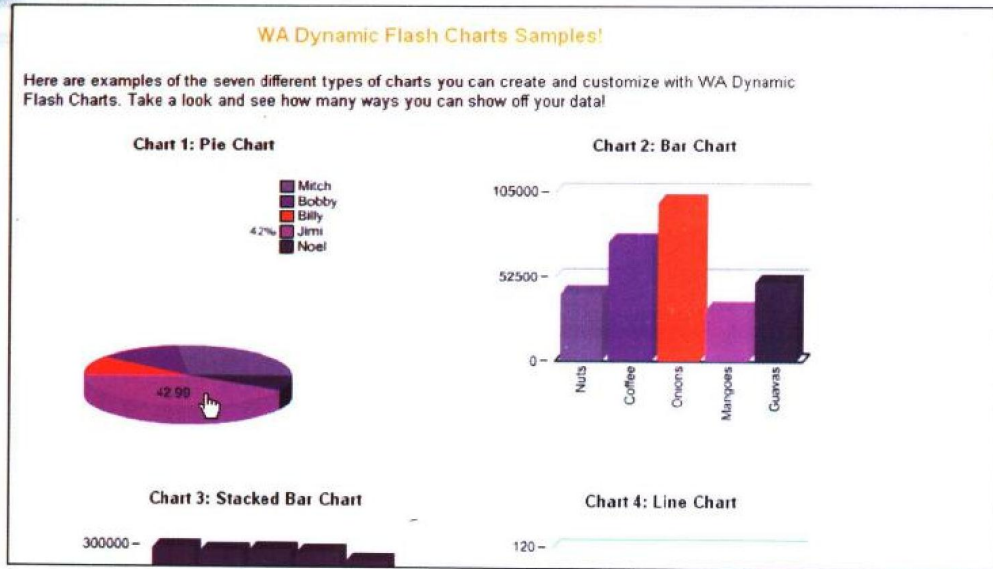 WA Dynamic Flash Charts Samples!
Here are examples of the seven different types of charts you can create and customize with WA Dynamic
Flash Charts. Take a look and see how many ways you can show off your data!
Chart 1: Pie Chart
Mitch
Bobby
Billy
42% Jimi
Noel
42.99
Chart 2: Bar Chart
105000
52500
0
Nuts
Coffee
Onions
Mangoes
Guavas
Chart 3: Stacked Bar Chart
300000
Chart 4: Line Chart
120